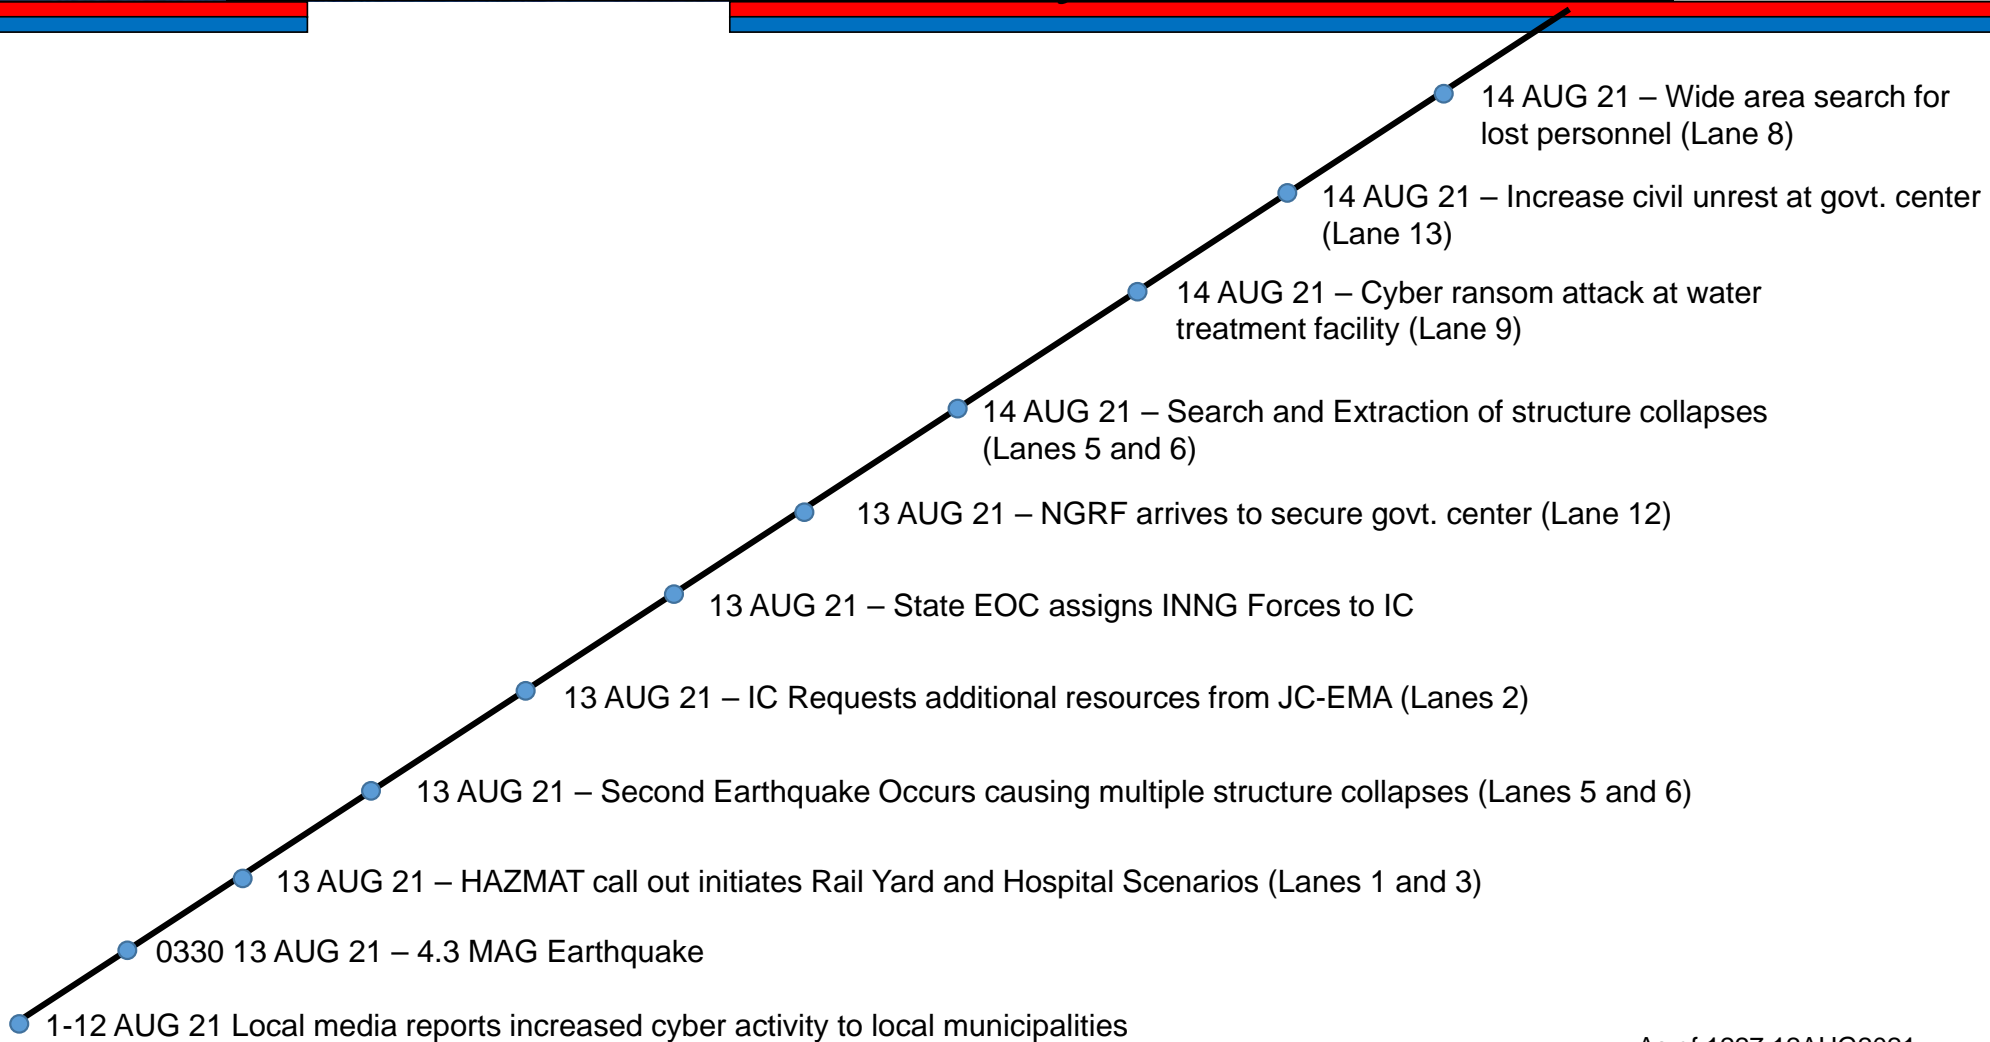 14 AUG 21 – Wide area search for
lost personnel (Lane 8)
14 AUG 21 – Increase civil unrest at govt. center
(Lane 13)
14 AUG 21 – Cyber ransom attack at water
treatment facility (Lane 9)
14 AUG 21 – Search and Extraction of structure collapses
(Lanes 5 and 6)
13 AUG 21 – NGRF arrives to secure govt. center (Lane 12)
13 AUG 21 – State EOC assigns INNG Forces to IC
13 AUG 21 – IC Requests additional resources from JC-EMA (Lanes 2)
13 AUG 21 – Second Earthquake Occurs causing multiple structure collapses (Lanes 5 and 6)
13 AUG 21 – HAZMAT call out initiates Rail Yard and Hospital Scenarios (Lanes 1 and 3)
0330 13 AUG 21 – 4.3 MAG Earthquake
1-12 AUG 21 Local media reports increased cyber activity to local municipalities
As of